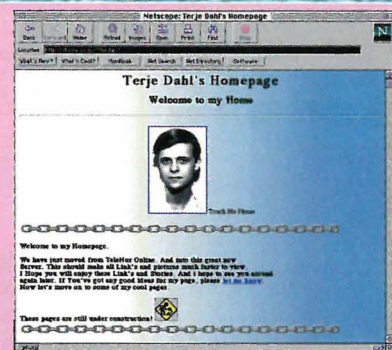 Netscape: Terje Dahl's Homepage
Back Forward Home Reload Images Open Print Find Stop
Location:
What's New? What's Cool? Handbook Net Search Net Directory Software
Terje Dahl's Homepage
Welcome to my Home
Touch Me Please
Welcome to my Homepage.
We have just moved from TeleNor Online. And into this great new
Server. This should make all Link's and pictures much faster to view.
I Hope you will enjoy these Link's and Stories. And i hope to see you around
again later. If You've got any good ideas for my page, please let me know.
Now let's move on to some of my cool pages.
These pages are still under construction!